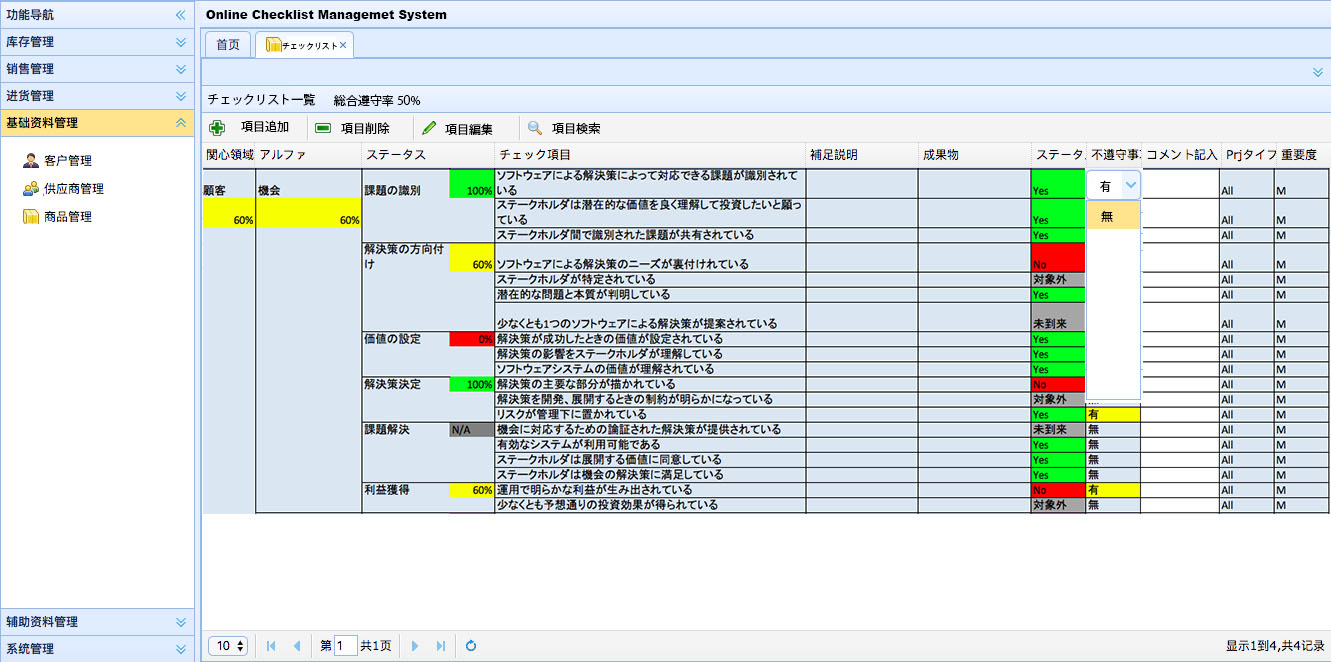 功能导航
Online Checklist Managemet System
库存管理
销售管理
进货管理
基础资料管理
客户管理
供应商管理
商品管理
辅助资料管理
系统管理
首页 チェックリスト
チェックリスト一覧 総合遵守率 50%
項目追加 項目削除 項目編集 項目検索
関心領域 アルファ ステータス チェック項目 補足説明 成果物 ステータ 不遵守事 コメント記入 Prjタイプ 重要度
顧客 機会 課題の識別 100% ソフトウェアによる解決策によって対応できる課題が識別されて
いる Yes 有 All M
60% 60% ステークホルダは潜在的な価値を良く理解して投資したいと願っ
ている Yes 無 All M
ステークホルダ間で識別された課題が共有されている Yes All M
解決策の方向付
け 60% ソフトウェアによる解決策のニーズが裏付けれている No All M
ステークホルダが特定されている 対象外 All M
潜在的な問題と本質が判明している Yes All M
少なくとも1つのソフトウェアによる解決策が提案されている 未到来 All M
価値の設定 0% 解決策が成功したときの価値が設定されている Yes All M
解決策の影響をステークホルダが理解している Yes All M
ソフトウェアシステムの価値が理解されている Yes All M
解決策決定 100% 解決策の主要な部分が描かれている No All M
解決策を開発、展開するときの制約が明らかになっている 対象外 All M
リスクが管理下に置かれている Yes 有 All M
課題解決 N/A 機会に対応するための論証された解決策が提供されている 未到来 無 All M
有効なシステムが利用可能である Yes 無 All M
ステークホルダは展開する価値に同意している Yes 無 All M
ステークホルダは機会の解決策に満足している Yes 無 All M
利益獲得 60% 運用で明らかな利益が生み出されている No 有 All M
少なくとも予想通りの投資効果が得られている 対象外 無 All M
10 第 1 共1页 显示1到4,共4记录